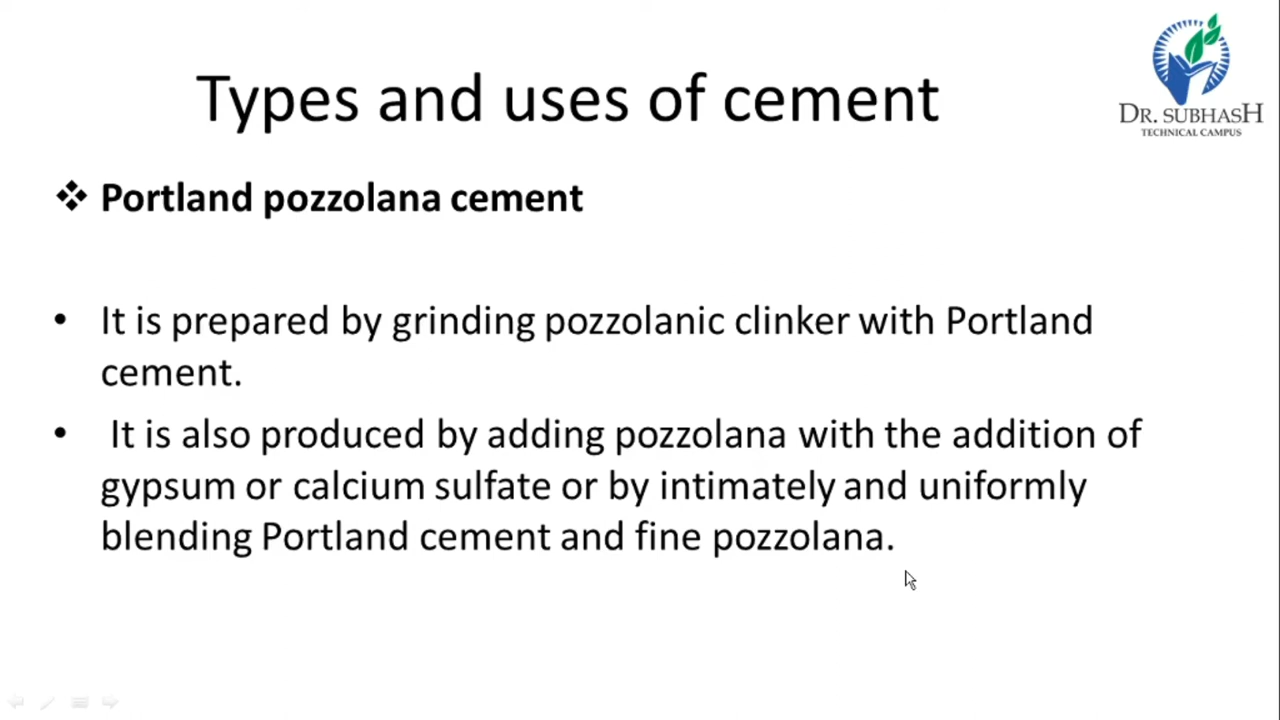 Types and uses of cement
DR. SUBHASH
TECHNICAL CAMPUS
❖ Portland pozzolana cement
• It is prepared by grinding pozzolanic clinker with Portland
cement.
• It is also produced by adding pozzolana with the addition of
gypsum or calcium sulfate or by intimately and uniformly
blending Portland cement and fine pozzolana.